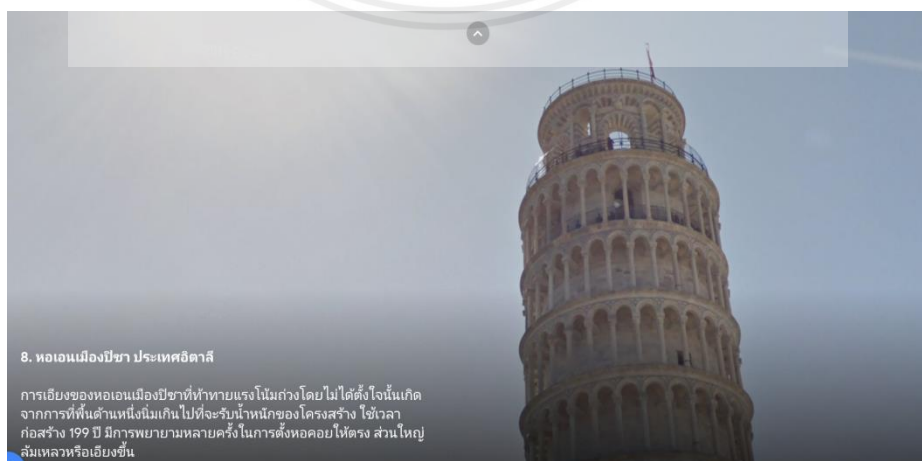 8. หอเอนเมืองปิซา ประเทศอิตาลี
การเอียงของหอเอนเมืองปิซาที่ท้าทายแรงโน้มถ่วงโดยไม่ได้ตั้งใจนั้นเกิด
จากการที่พื้นด้านหนึ่งนิ่มเกินไปที่จะรับน้ำหนักของโครงสร้าง ใช้เวลา
ก่อสร้าง 199 ปี มีการพยายามหลายครั้งในการตั้งหอคอยให้ตรง ส่วนใหญ่
ล้มเหลวหรือเอียงขึ้น